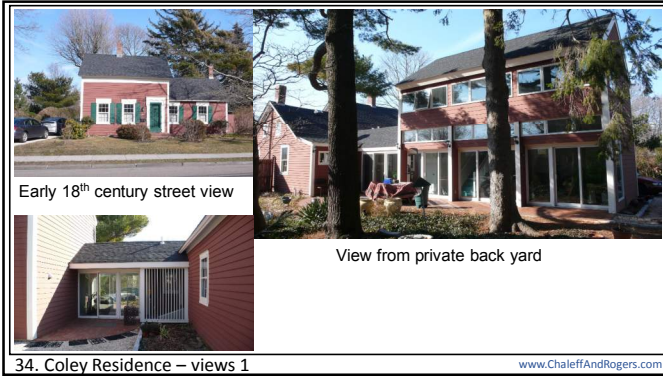 Early 18th century street view
View from private back yard
34. Coley Residence – views 1
www.ChaleffAndRogers.com